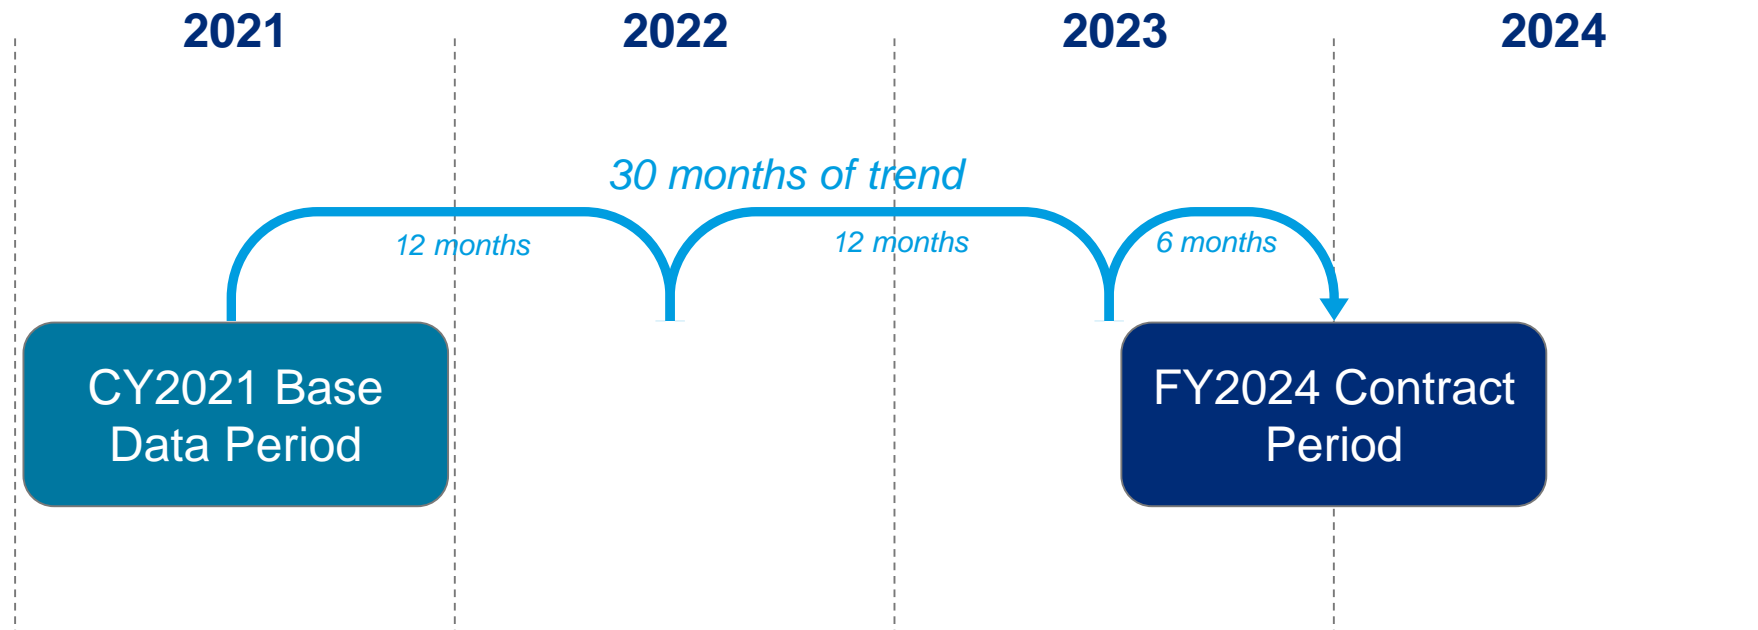 2021
2022
2023
2024
30 months of trend
12 months
12 months
6 months
CY2021 Base
Data Period
FY2024 Contract
Period